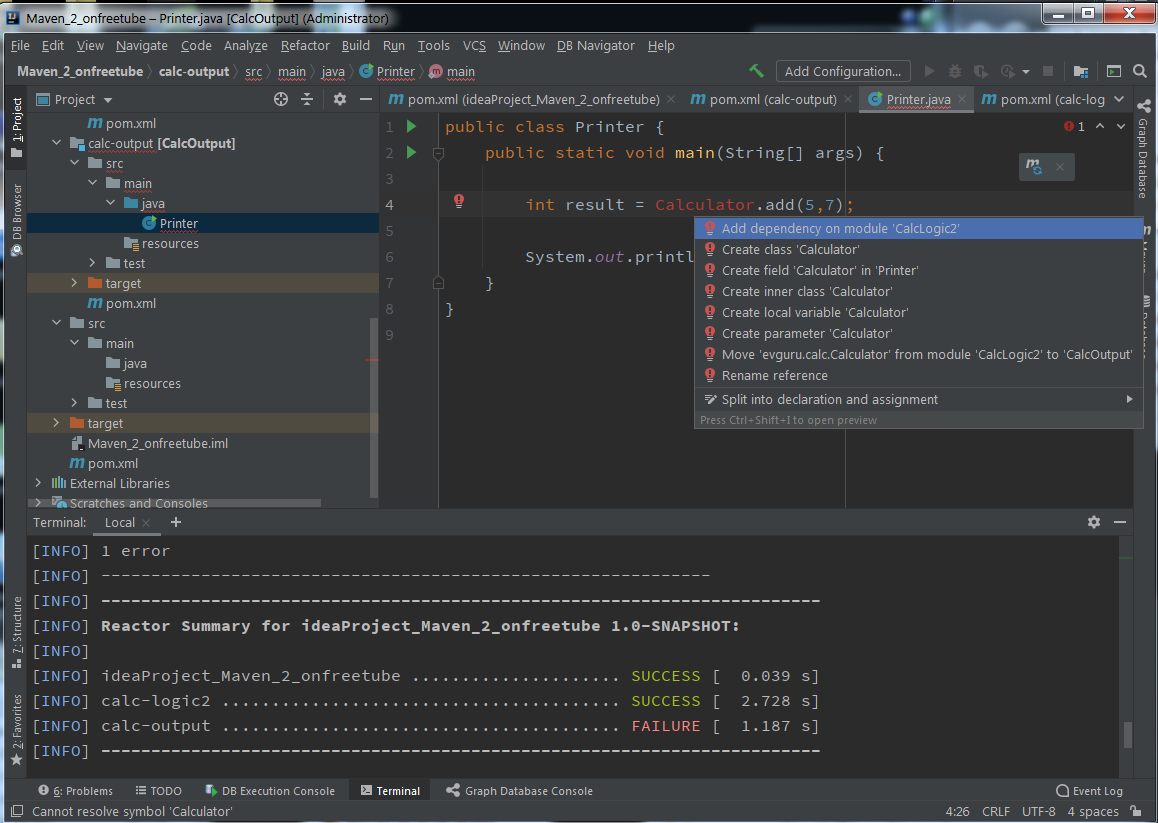 Maven_2_onfreetube – Printer.java [CalcOutput] (Administrator)
File Edit View Navigate Code Analyze Refactor Build Run Tools VCS Window DB Navigator Help
Maven_2_onfreetube calc-output src main java Printer main
Add Configuration...
Project
pom.xml (ideaProject_Maven_2_onfreetube) pom.xml (calc-output) Printer.java pom.xml (calc-log
1: Project
DB Browser
7: Structure
2: Favorites
pom.xml
calc-output [CalcOutput]
src
main
java
Printer
resources
test
target
pom.xml
src
main
java
resources
test
target
Maven_2_onfreetube.iml
pom.xml
External Libraries
Scratches and Consoles
1 public class Printer {
2 public static void main(String[] args) {
3
4 int result = Calculator.add(5,7);
5
6 System.out.printl
7 }
8 }
9
1
Graph Database
Add dependency on module 'CalcLogic2'
Create class 'Calculator'
Create field 'Calculator' in 'Printer'
Create inner class 'Calculator'
Create local variable 'Calculator'
Create parameter 'Calculator'
Move 'evguru.calc.Calculator' from module 'CalcLogic2' to 'CalcOutput'
Rename reference
Split into declaration and assignment
Press Ctrl+Shift+I to open preview
Terminal: Local
[INFO] 1 error
[INFO] -------------------------------------------------------------
[INFO] ------------------------------------------------------------------------
[INFO] Reactor Summary for ideaProject_Maven_2_onfreetube 1.0-SNAPSHOT:
[INFO]
[INFO] ideaProject_Maven_2_onfreetube ..................... SUCCESS [  0.039 s]
[INFO] calc-logic2 ........................................ SUCCESS [  2.728 s]
[INFO] calc-output ........................................ FAILURE [  1.187 s]
[INFO] ------------------------------------------------------------------------
6: Problems TODO DB Execution Console Terminal Graph Database Console Event Log
Cannot resolve symbol 'Calculator' 4:26 CRLF UTF-8 4 spaces